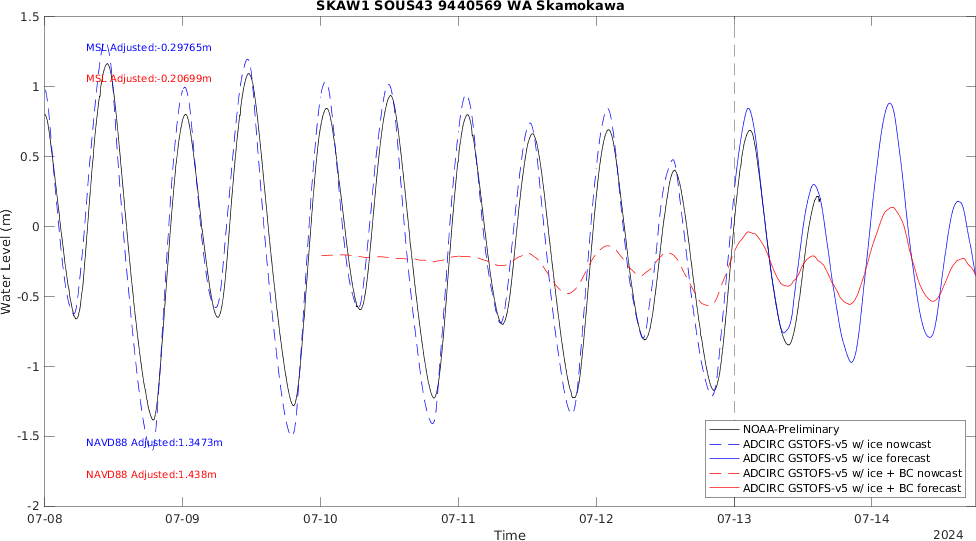 SKAW1 SOUS43 9440569 WA Skamokawa
1.5
1
0.5
0
-0.5
-1
-1.5
-2
Water Level (m)
MSL Adjusted:-0.29765m
MSL Adjusted:-0.20699m
NAVD88 Adjusted:1.3473m
NAVD88 Adjusted:1.438m
NOAA-Preliminary
ADCIRC GSTOFS-v5 w/ ice nowcast
ADCIRC GSTOFS-v5 w/ ice forecast
ADCIRC GSTOFS-v5 w/ ice + BC nowcast
ADCIRC GSTOFS-v5 w/ ice + BC forecast
07-08 07-09 07-10 07-11 07-12 07-13 07-14
Time
2024